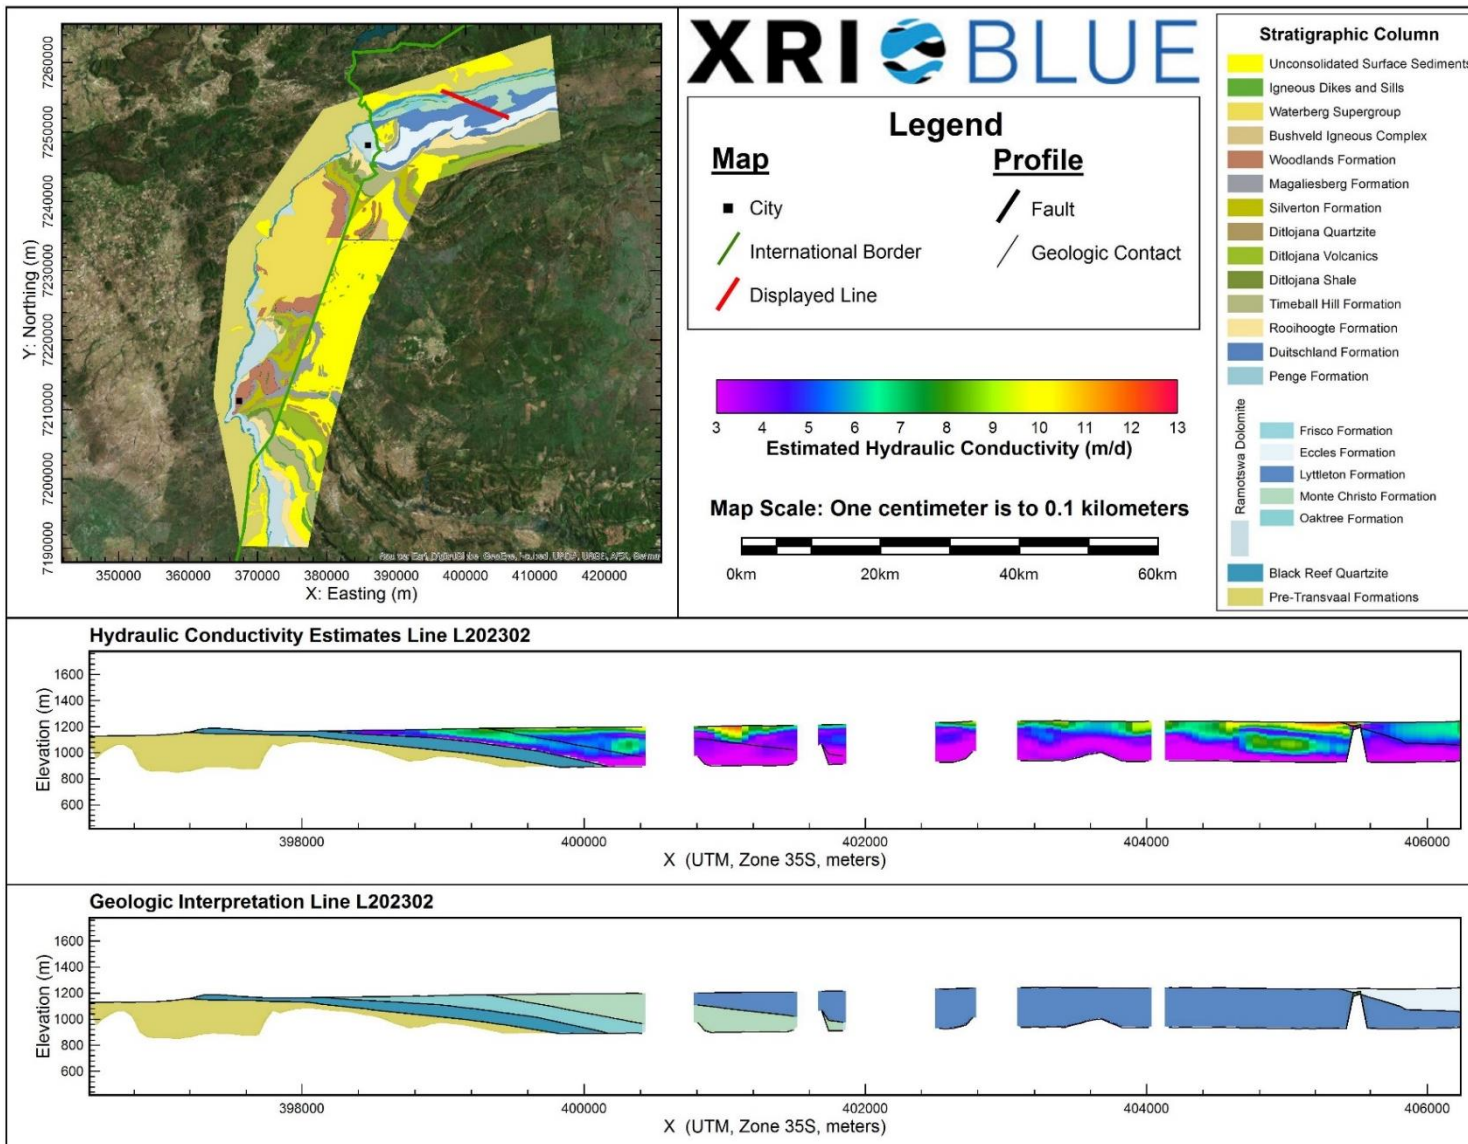 7260000
7250000
7240000
7230000
7220000
7210000
7200000
7190000
Y: Northing (m)
350000 360000 370000 380000 390000 400000 410000 420000
X: Easting (m)
XRI BLUE
Legend
Map
City
International Border
Displayed Line
Profile
Fault
Geologic Contact
3 4 5 6 7 8 9 10 11 12 13
Estimated Hydraulic Conductivity (m/d)
Map Scale: One centimeter is to 0.1 kilometers
0km 20km 40km 60km
Stratigraphic Column
Unconsolidated Surface Sediments
Igneous Dikes and Sills
Waterberg Supergroup
Bushveld Igneous Complex
Woodlands Formation
Magaliesberg Formation
Silverton Formation
Ditlojana Quartzite
Ditlojana Volcanics
Ditlojana Shale
Timeball Hill Formation
Rooihoogte Formation
Duitschland Formation
Penge Formation
Ramotswa Dolomite
Frisco Formation
Eccles Formation
Lyttleton Formation
Monte Christo Formation
Oaktree Formation
Black Reef Quartzite
Pre-Transvaal Formations
Hydraulic Conductivity Estimates Line L202302
Elevation (m)
1600
1400
1200
1000
800
600
398000 400000 402000 404000 406000
X (UTM, Zone 35S, meters)
Geologic Interpretation Line L202302
Elevation (m)
1600
1400
1200
1000
800
600
398000 400000 402000 404000 406000
X (UTM, Zone 35S, meters)